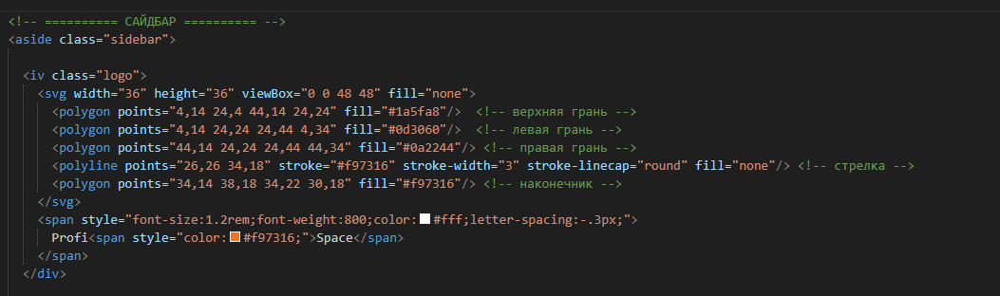 <!-- ========== САЙДБАР ========== -->
<aside class="sidebar">
<iv class="logo">
<svg width="36" height="36" viewBox="0 0 48 48" fill="none">
<polygon points="4,14 24,4 44,14 24,24" fill="#1a5fa8"/> <!-- верхняя грань -->
<polygon points="4,14 24,24 24,44 4,34" fill="#0d3060"/> <!-- левая грань -->
<polygon points="44,14 24,24 24,44 44,34" fill="#0a2244"/> <!-- правая грань -->
<polyline points="26,26 34,18" stroke="#f97316" stroke-width="3" stroke-linecap="round" fill="none"/> <!-- стрелка -->
<polygon points="34,14 38,18 34,22 30,18" fill="#f97316"/> <!-- наконечник -->
</svg>
<span style="font-size:1.2rem;font-weight:800;color:#fff;letter-spacing:-.3px;">
Profi<span style="color:#f97316;">Space</span>
</span>
</div>